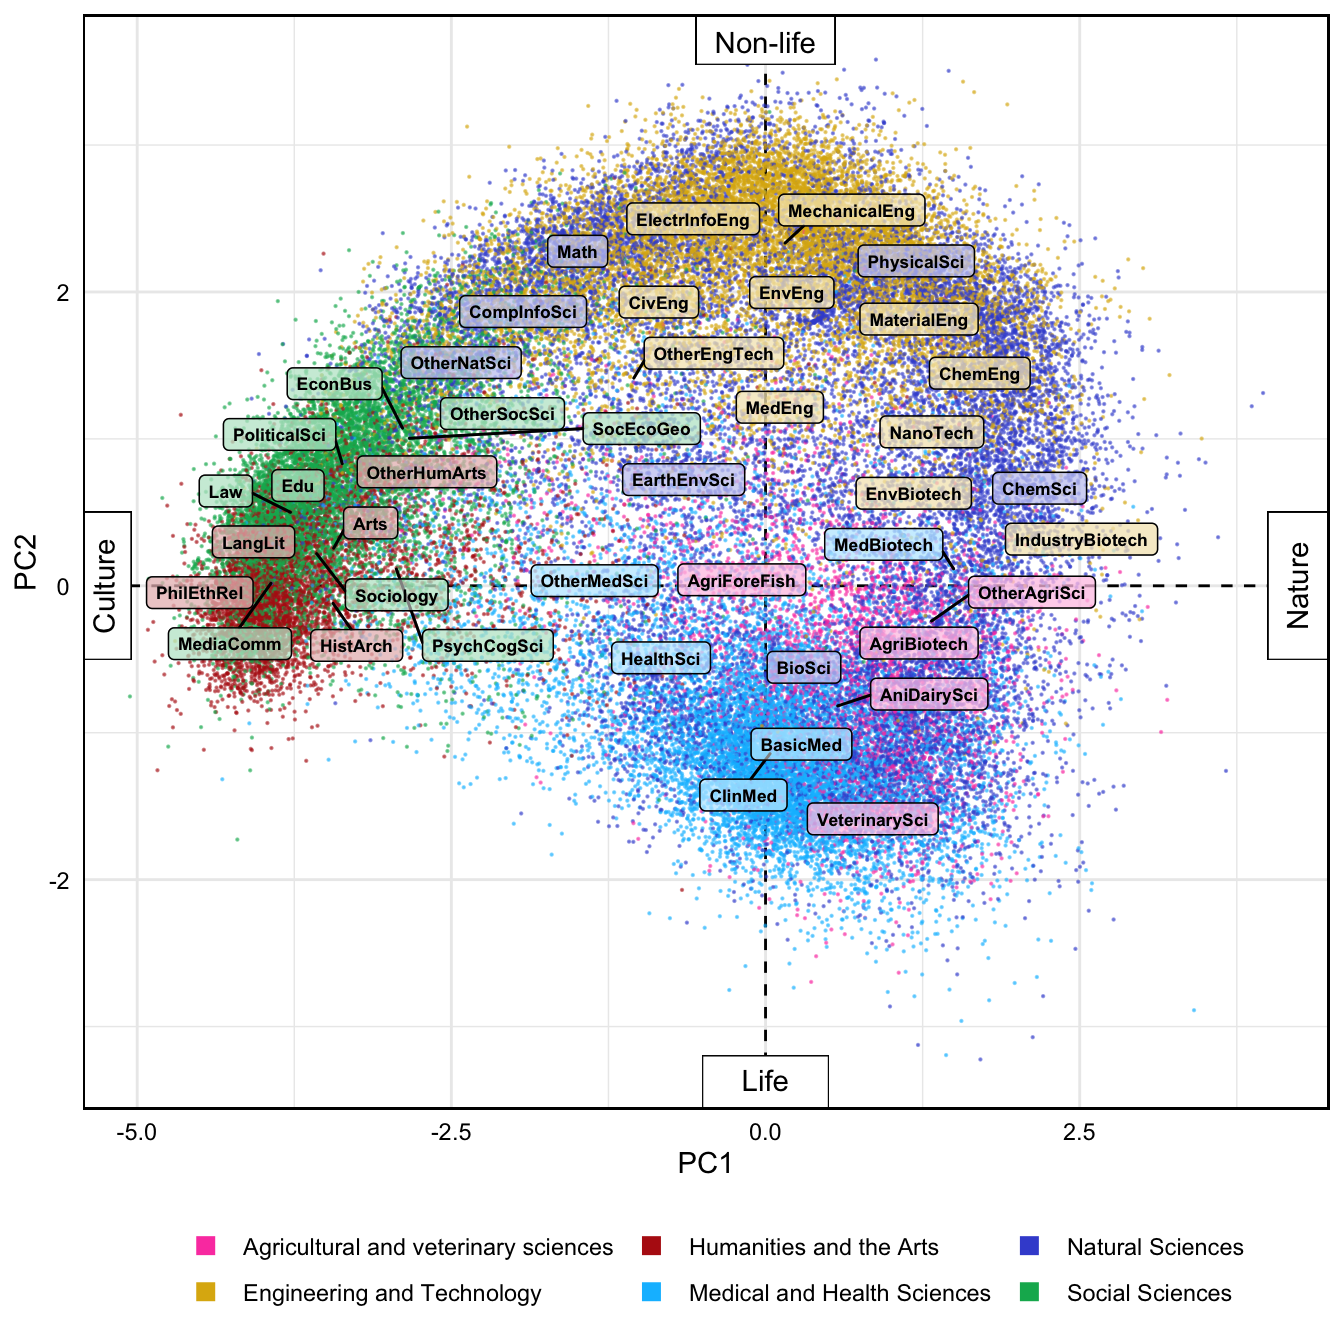 Non-life
MechanicalEng
ElectrInfoEng
Math
PhysicalSci
2
EnvEng
CivEng
CompInfoSci
MaterialEng
OtherEngTech
OtherNatSci
ChemEng
EconBus
MedEng
OtherSocSci
SocEcoGeo
PoliticalSci
NanoTech
OtherHumArts
EarthEnvSci
Edu
Law
EnvBiotech
ChemSci
Arts
LangLit
MedBiotech
IndustryBiotech
PC2
Culture
Nature
0
OtherMedSci
AgriForeFish
PhilEthRel
Sociology
OtherAgriSci
MediaComm
HistArch
PsychCogSci
AgriBiotech
HealthSci
BioSci
AniDairySci
BasicMed
ClinMed
VeterinarySci
-2
Life
-5.0 -2.5 0.0 2.5
PC1
Agricultural and veterinary sciences Humanities and the Arts Natural Sciences
Engineering and Technology Medical and Health Sciences Social Sciences